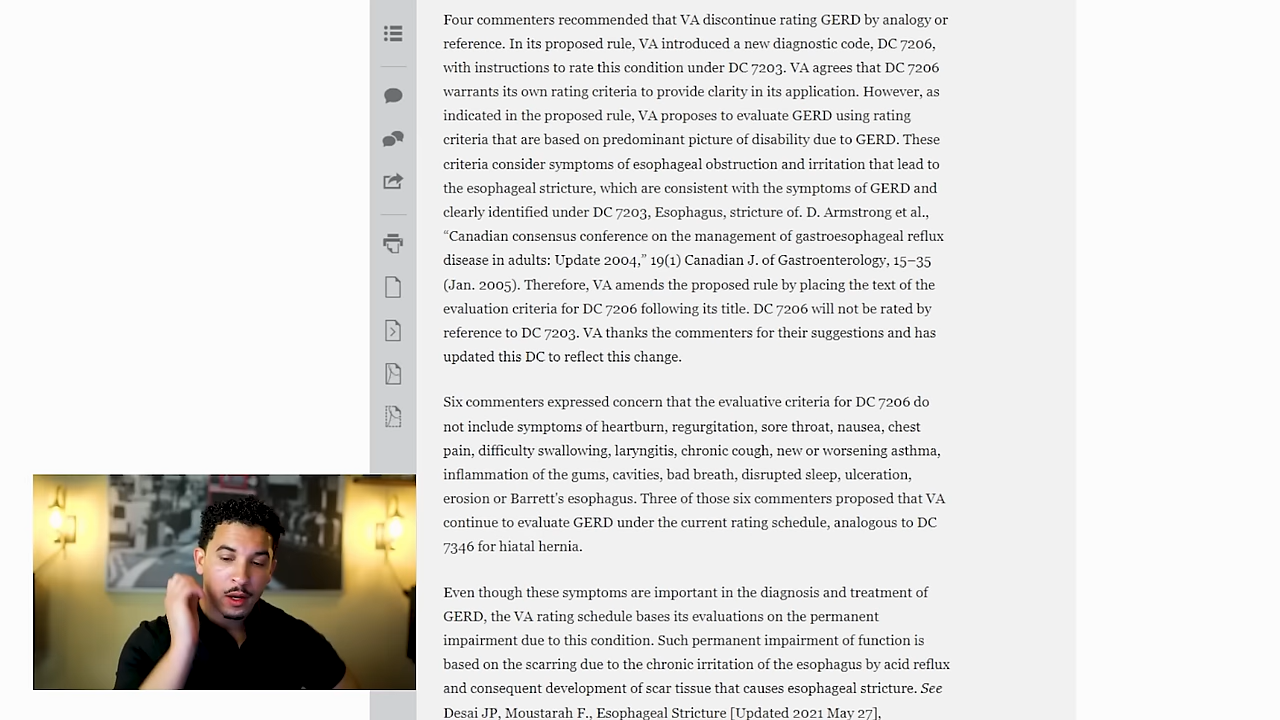 Four commenters recommended that VA discontinue rating GERD by analogy or
reference. In its proposed rule, VA introduced a new diagnostic code, DC 7206,
with instructions to rate this condition under DC 7203. VA agrees that DC 7206
warrants its own rating criteria to provide clarity in its application. However, as
indicated in the proposed rule, VA proposes to evaluate GERD using rating
criteria that are based on predominant picture of disability due to GERD. These
criteria consider symptoms of esophageal obstruction and irritation that lead to
the esophageal stricture, which are consistent with the symptoms of GERD and
clearly identified under DC 7203, Esophagus, stricture of. D. Armstrong et al.,
“Canadian consensus conference on the management of gastroesophageal reflux
disease in adults: Update 2004,” 19(1) Canadian J. of Gastroenterology, 15–35
(Jan. 2005). Therefore, VA amends the proposed rule by placing the text of the
evaluation criteria for DC 7206 following its title. DC 7206 will not be rated by
reference to DC 7203. VA thanks the commenters for their suggestions and has
updated this DC to reflect this change.
Six commenters expressed concern that the evaluative criteria for DC 7206 do
not include symptoms of heartburn, regurgitation, sore throat, nausea, chest
pain, difficulty swallowing, laryngitis, chronic cough, new or worsening asthma,
inflammation of the gums, cavities, bad breath, disrupted sleep, ulceration,
erosion or Barrett’s esophagus. Three of those six commenters proposed that VA
continue to evaluate GERD under the current rating schedule, analogous to DC
7346 for hiatal hernia.
Even though these symptoms are important in the diagnosis and treatment of
GERD, the VA rating schedule bases its evaluations on the permanent
impairment due to this condition. Such permanent impairment of function is
based on the scarring due to the chronic irritation of the esophagus by acid reflux
and consequent development of scar tissue that causes esophageal stricture. See
Desai JP, Moustarah F., Esophageal Stricture [Updated 2021 May 27],